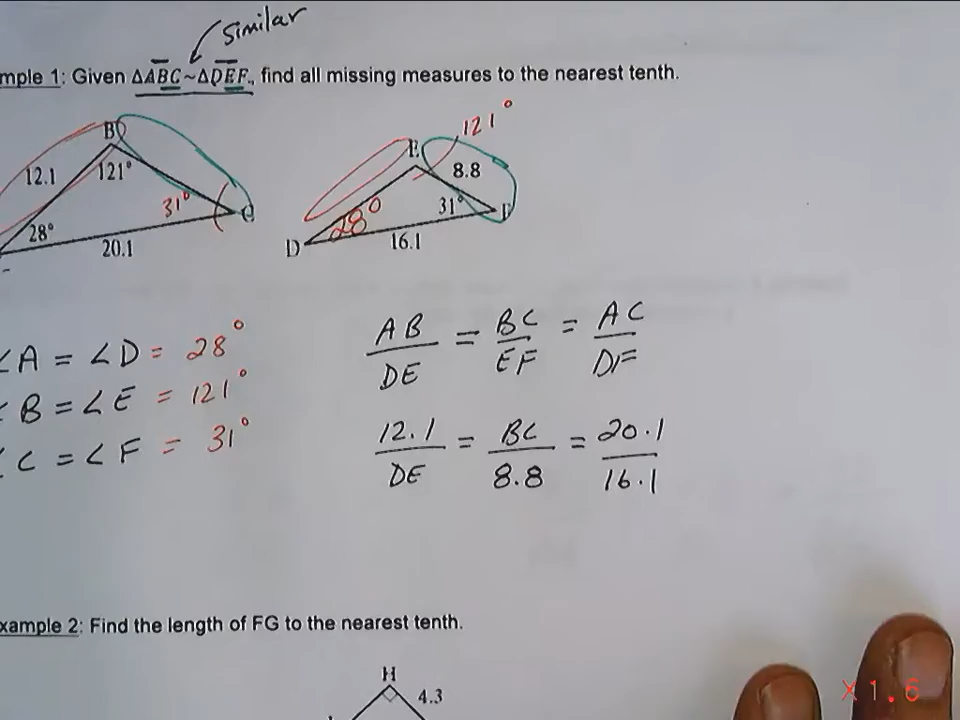 Similar
mple 1: Given ΔABC~ΔDEF, find all missing measures to the nearest tenth.
B
12.1
121°
31°
C
28°
20.1
E
121°
8.8
28°
31°
D
16.1
∠A = ∠D = 28°
∠B = ∠E = 121°
∠C = ∠F = 31°
AB/DE = BC/EF = AC/DF
12.1/DE = BC/8.8 = 20.1/16.1
xample 2: Find the length of FG to the nearest tenth.
H
4.3
X1.6